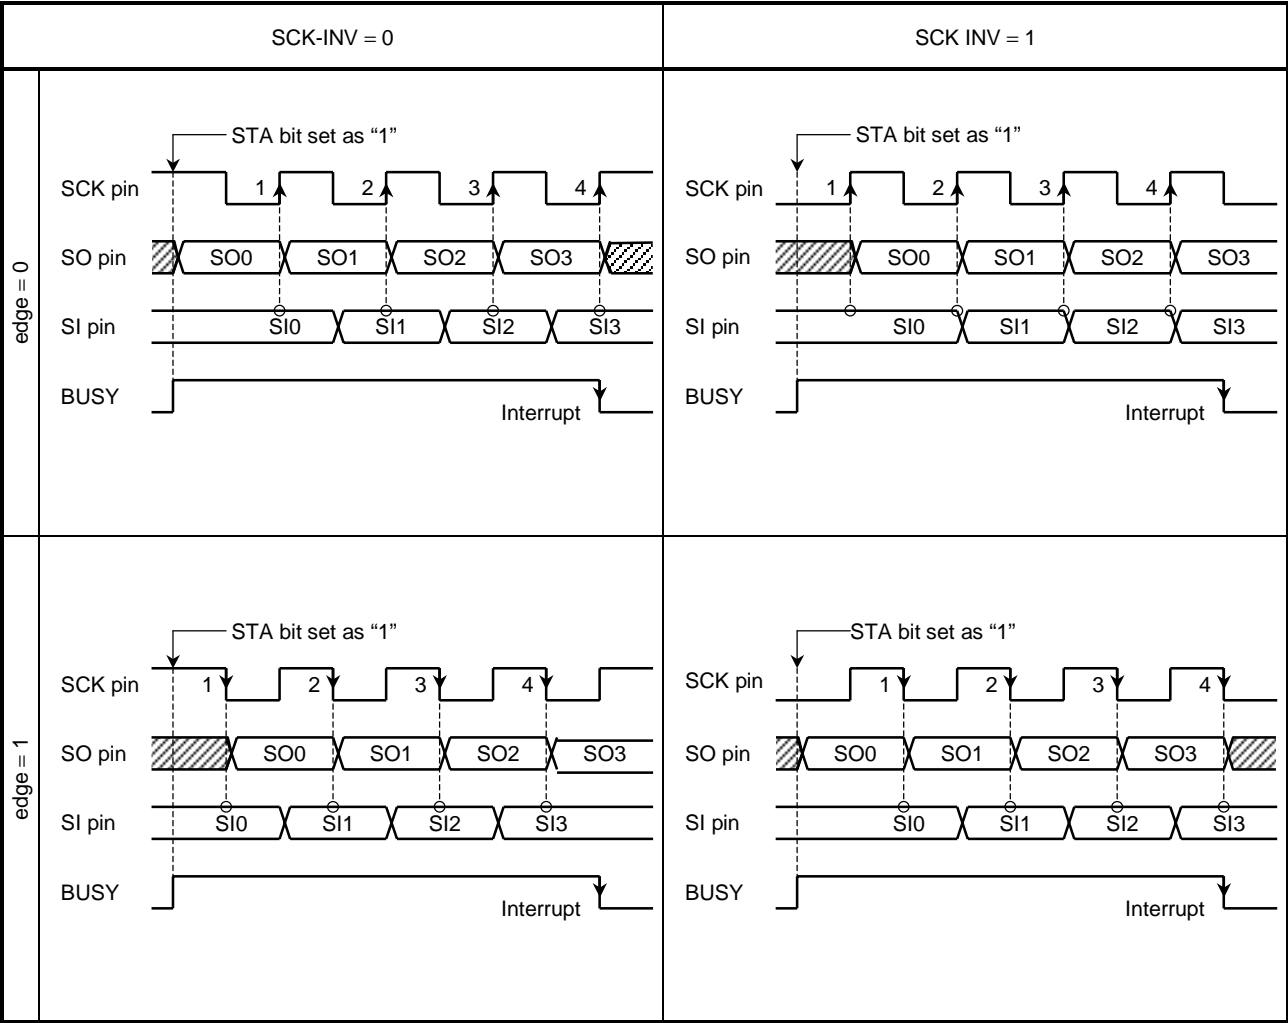 SCK-INV = 0
SCK INV = 1
edge = 0
STA bit set as “1”
SCK pin 1 2 3 4
SO pin SO0 SO1 SO2 SO3
SI pin SI0 SI1 SI2 SI3
BUSY
Interrupt
STA bit set as “1”
SCK pin 1 2 3 4
SO pin SO0 SO1 SO2 SO3
SI pin SI0 SI1 SI2 SI3
BUSY
Interrupt
edge = 1
STA bit set as “1”
SCK pin 1 2 3 4
SO pin SO0 SO1 SO2 SO3
SI pin SI0 SI1 SI2 SI3
BUSY
Interrupt
STA bit set as “1”
SCK pin 1 2 3 4
SO pin SO0 SO1 SO2 SO3
SI pin SI0 SI1 SI2 SI3
BUSY
Interrupt